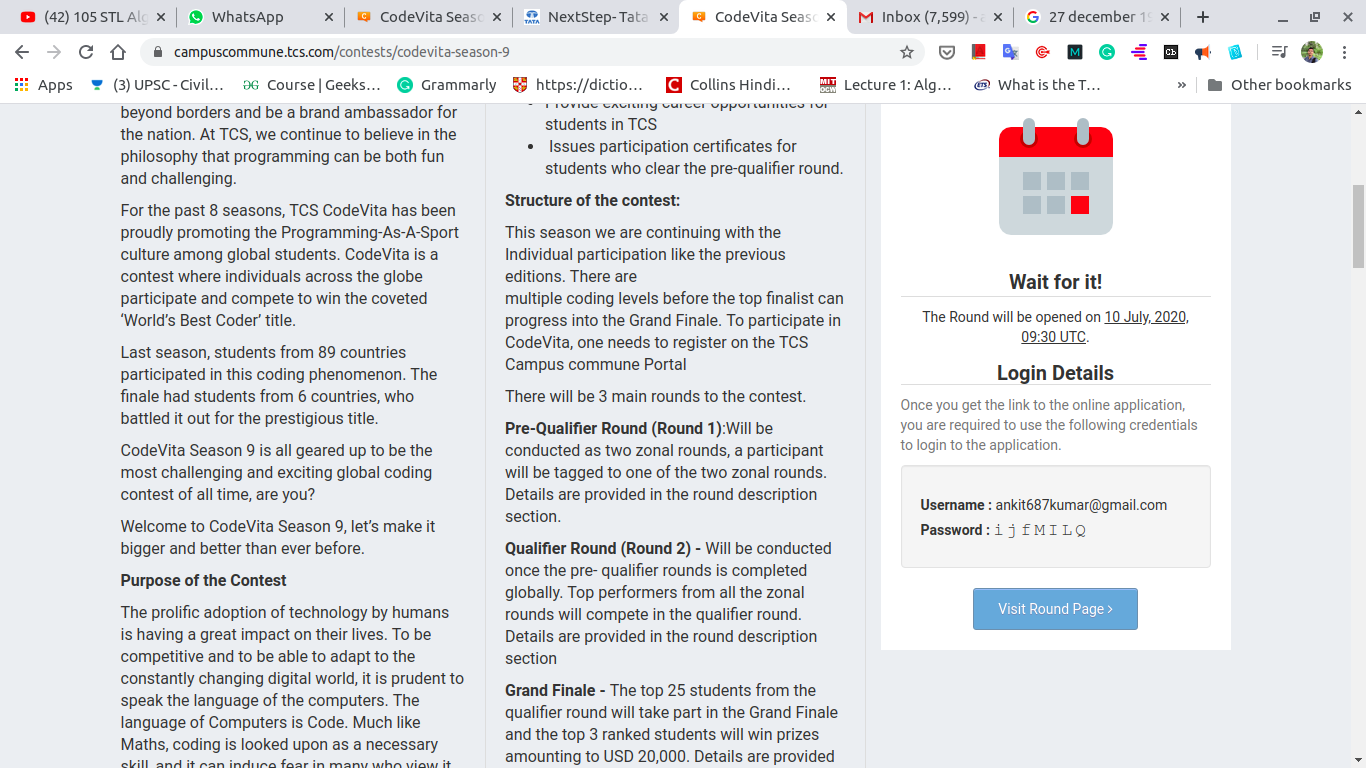 (42) 105 STL Alg
WhatsApp
CodeVita Seaso
NextStep- Tata
CodeVita Seaso
Inbox (7,599) - a
27 december 19
campuscommune.tcs.com/contests/codevita-season-9
Apps
(3) UPSC - Civil...
Course | Geeks...
Grammarly
https://dictio...
Collins Hindi...
Lecture 1: Alg...
What is the T...
»
Other bookmarks
beyond borders and be a brand ambassador for
the nation. At TCS, we continue to believe in the
philosophy that programming can be both fun
and challenging.
For the past 8 seasons, TCS CodeVita has been
proudly promoting the Programming-As-A-Sport
culture among global students. CodeVita is a
contest where individuals across the globe
participate and compete to win the coveted
‘World’s Best Coder’ title.
Last season, students from 89 countries
participated in this coding phenomenon. The
finale had students from 6 countries, who
battled it out for the prestigious title.
CodeVita Season 9 is all geared up to be the
most challenging and exciting global coding
contest of all time, are you?
Welcome to CodeVita Season 9, let’s make it
bigger and better than ever before.
Purpose of the Contest
The prolific adoption of technology by humans
is having a great impact on their lives. To be
competitive and to be able to adapt to the
constantly changing digital world, it is prudent to
speak the language of the computers. The
language of Computers is Code. Much like
Maths, coding is looked upon as a necessary
skill, and it can induce fear in many who view it
• Provide exciting career opportunities for
students in TCS
• Issues participation certificates for
students who clear the pre-qualifier round.
Structure of the contest:
This season we are continuing with the
Individual participation like the previous
editions. There are
multiple coding levels before the top finalist can
progress into the Grand Finale. To participate in
CodeVita, one needs to register on the TCS
Campus commune Portal
There will be 3 main rounds to the contest.
Pre-Qualifier Round (Round 1):Will be
conducted as two zonal rounds, a participant
will be tagged to one of the two zonal rounds.
Details are provided in the round description
section.
Qualifier Round (Round 2) - Will be conducted
once the pre- qualifier rounds is completed
globally. Top performers from all the zonal
rounds will compete in the qualifier round.
Details are provided in the round description
section
Grand Finale - The top 25 students from the
qualifier round will take part in the Grand Finale
and the top 3 ranked students will win prizes
amounting to USD 20,000. Details are provided
Wait for it!
The Round will be opened on 10 July, 2020,
09:30 UTC.
Login Details
Once you get the link to the online application,
you are required to use the following credentials
to login to the application.
Username : ankit687kumar@gmail.com
Password : i j f M I L Q
Visit Round Page >